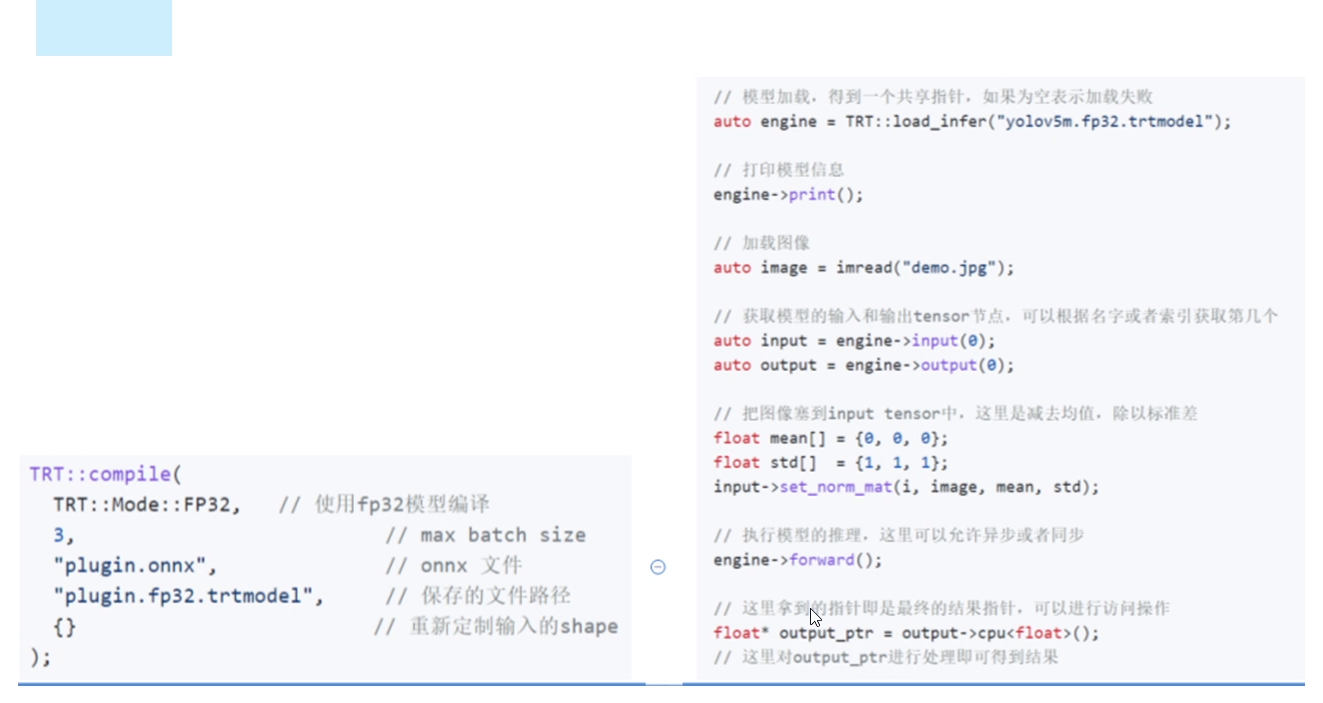 TRT::compile(
TRT::Mode::FP32, // 使用fp32模型编译
3, // max batch size
"plugin.onnx", // onnx 文件
"plugin.fp32.trtmodel", // 保存的文件路径
{} // 重新定制输入的shape
);
// 模型加载，得到一个共享指针，如果为空表示加载失败
auto engine = TRT::load_infer("yolov5m.fp32.trtmodel");
// 打印模型信息
engine->print();
// 加载图像
auto image = imread("demo.jpg");
// 获取模型的输入和输出tensor节点，可以根据名字或者索引获取第几个
auto input = engine->input(0);
auto output = engine->output(0);
// 把图像塞到input tensor中，这里是减去均值，除以标准差
float mean[] = {0, 0, 0};
float std[] = {1, 1, 1};
input->set_norm_mat(i, image, mean, std);
// 执行模型的推理，这里可以允许异步或者同步
engine->forward();
// 这里拿到的指针即是最终的结果指针，可以进行访问操作
float* output_ptr = output->cpu<float>();
// 这里对output_ptr进行处理即可得到结果